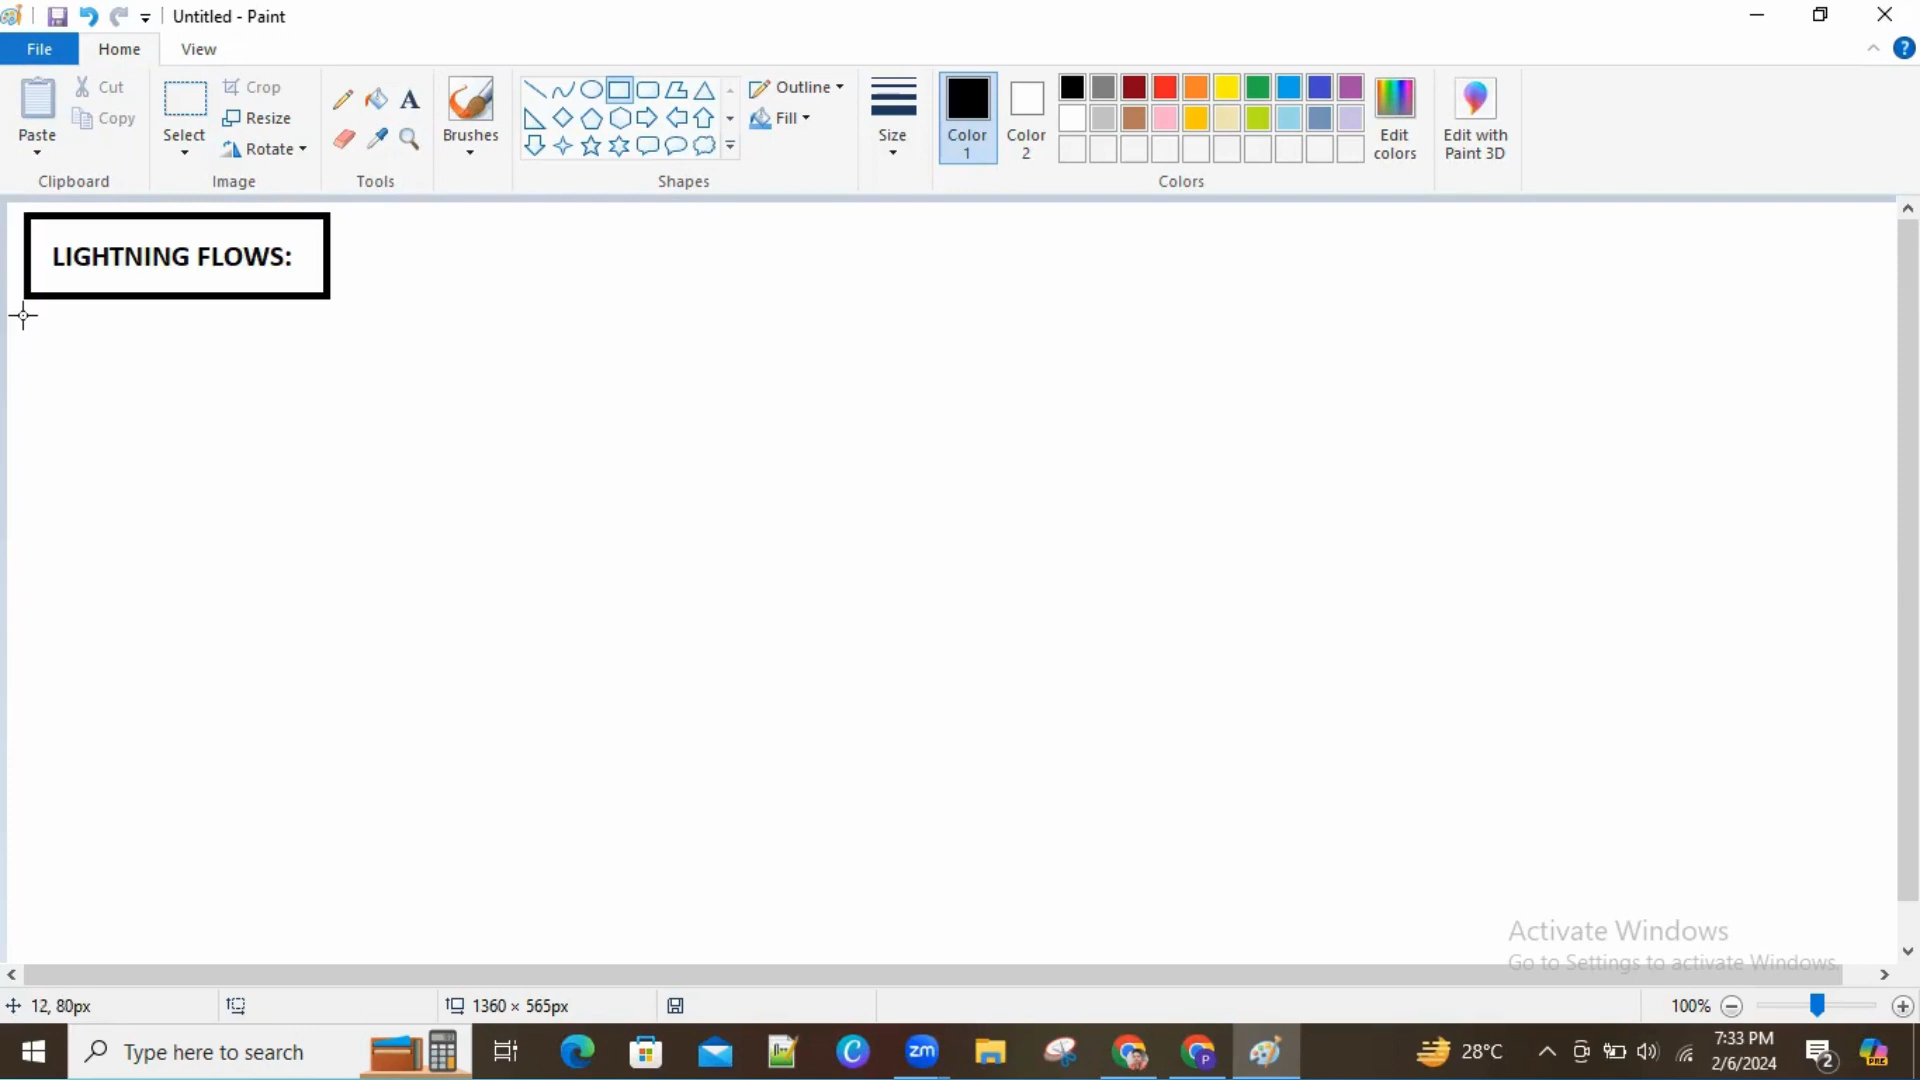 Untitled - Paint
File Home View
Paste
Cut
Copy
Clipboard
Select
Crop
Resize
Rotate
Image
Tools
Brushes
Shapes
Outline
Fill
Size
Color 1
Color 2
Colors
Edit colors
Edit with Paint 3D
LIGHTNING FLOWS:
Activate Windows
Go to Settings to activate Windows.
12, 80px
1360 × 565px
100%
Type here to search
zm
28°C
7:33 PM
2/6/2024
2
PRE